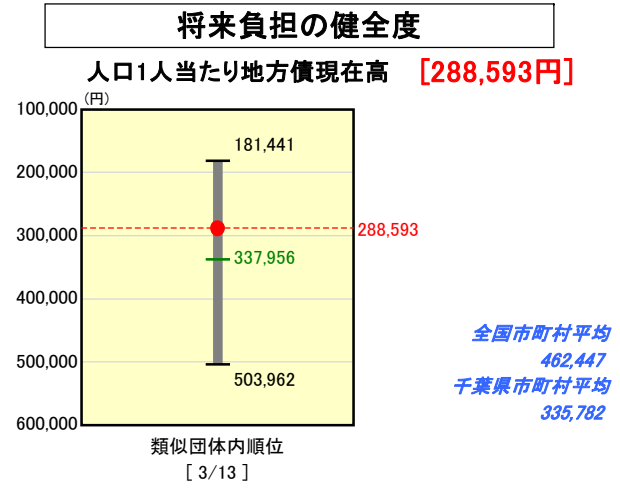 将来負担の健全度
人口1人当たり地方債現在高 [288,593円]
(円)
100,000
200,000
300,000
400,000
500,000
600,000
181,441
288,593
337,956
503,962
全国市町村平均
462,447
千葉県市町村平均
335,782
類似団体内順位
[ 3/13 ]